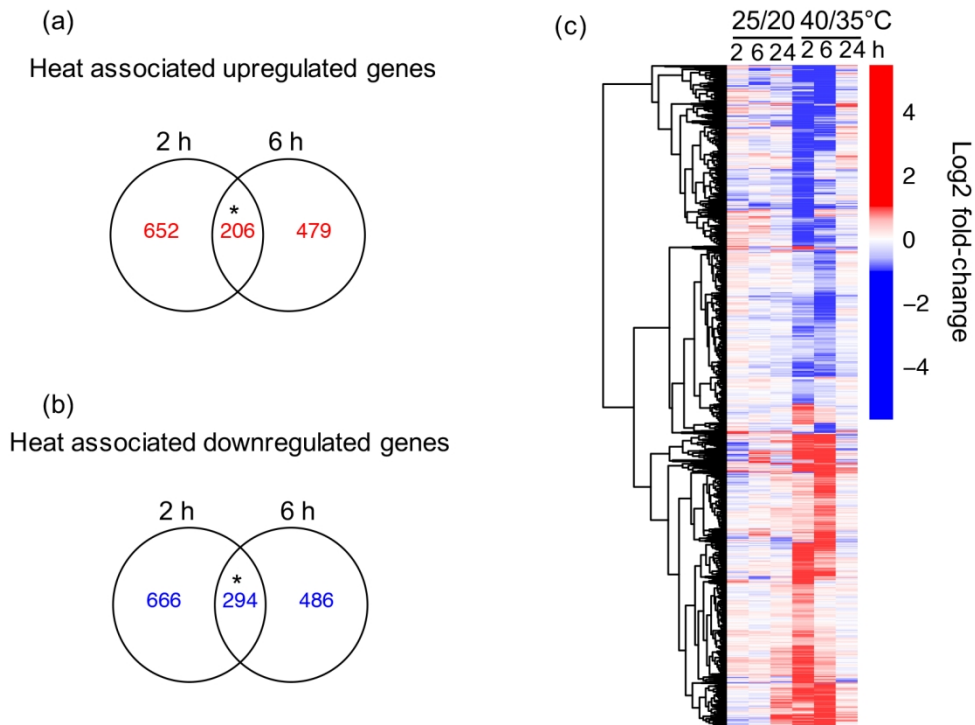 (a)
Heat associated upregulated genes
2 h
6 h
*
652
206
479
(b)
Heat associated downregulated genes
2 h
6 h
*
666
294
486
(c)
25/20 40/35°C
2 6 24 2 6 24 h
4
2
0
−2
−4
Log2 fold-change